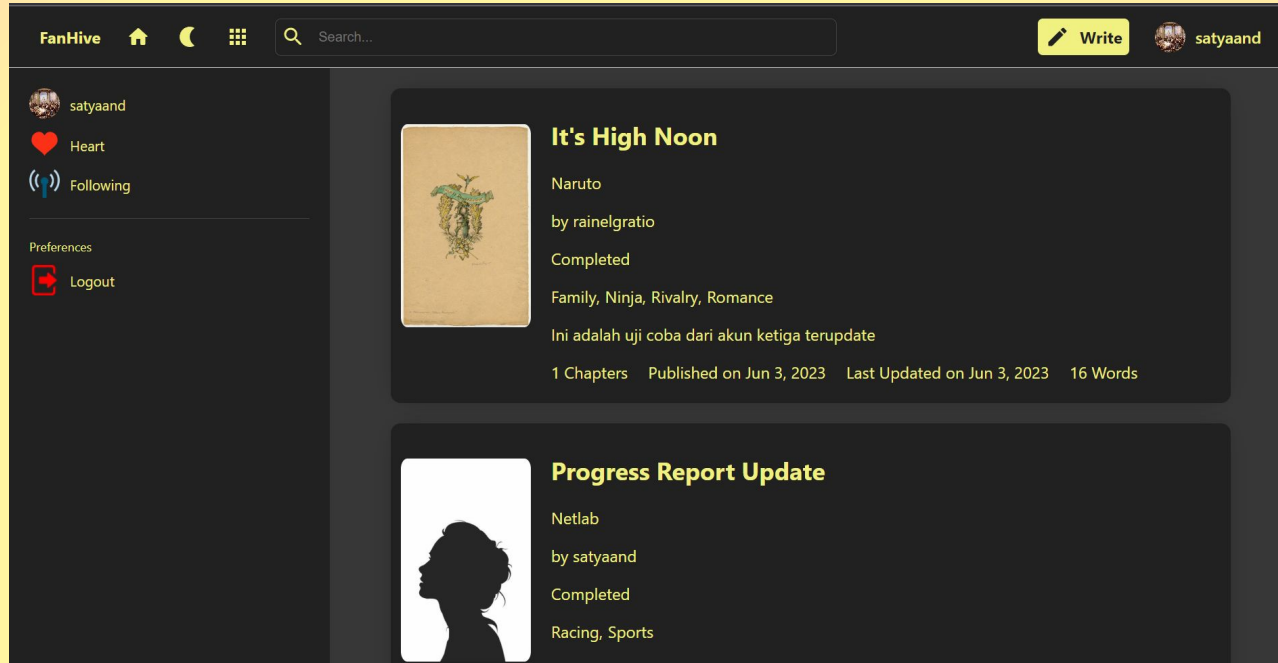 FanHive
Search...
Write
satyaand
satyaand
Heart
Following
Preferences
Logout
It's High Noon
Naruto
by rainelgratio
Completed
Family, Ninja, Rivalry, Romance
Ini adalah uji coba dari akun ketiga terupdate
1 Chapters Published on Jun 3, 2023 Last Updated on Jun 3, 2023 16 Words
Progress Report Update
Netlab
by satyaand
Completed
Racing, Sports